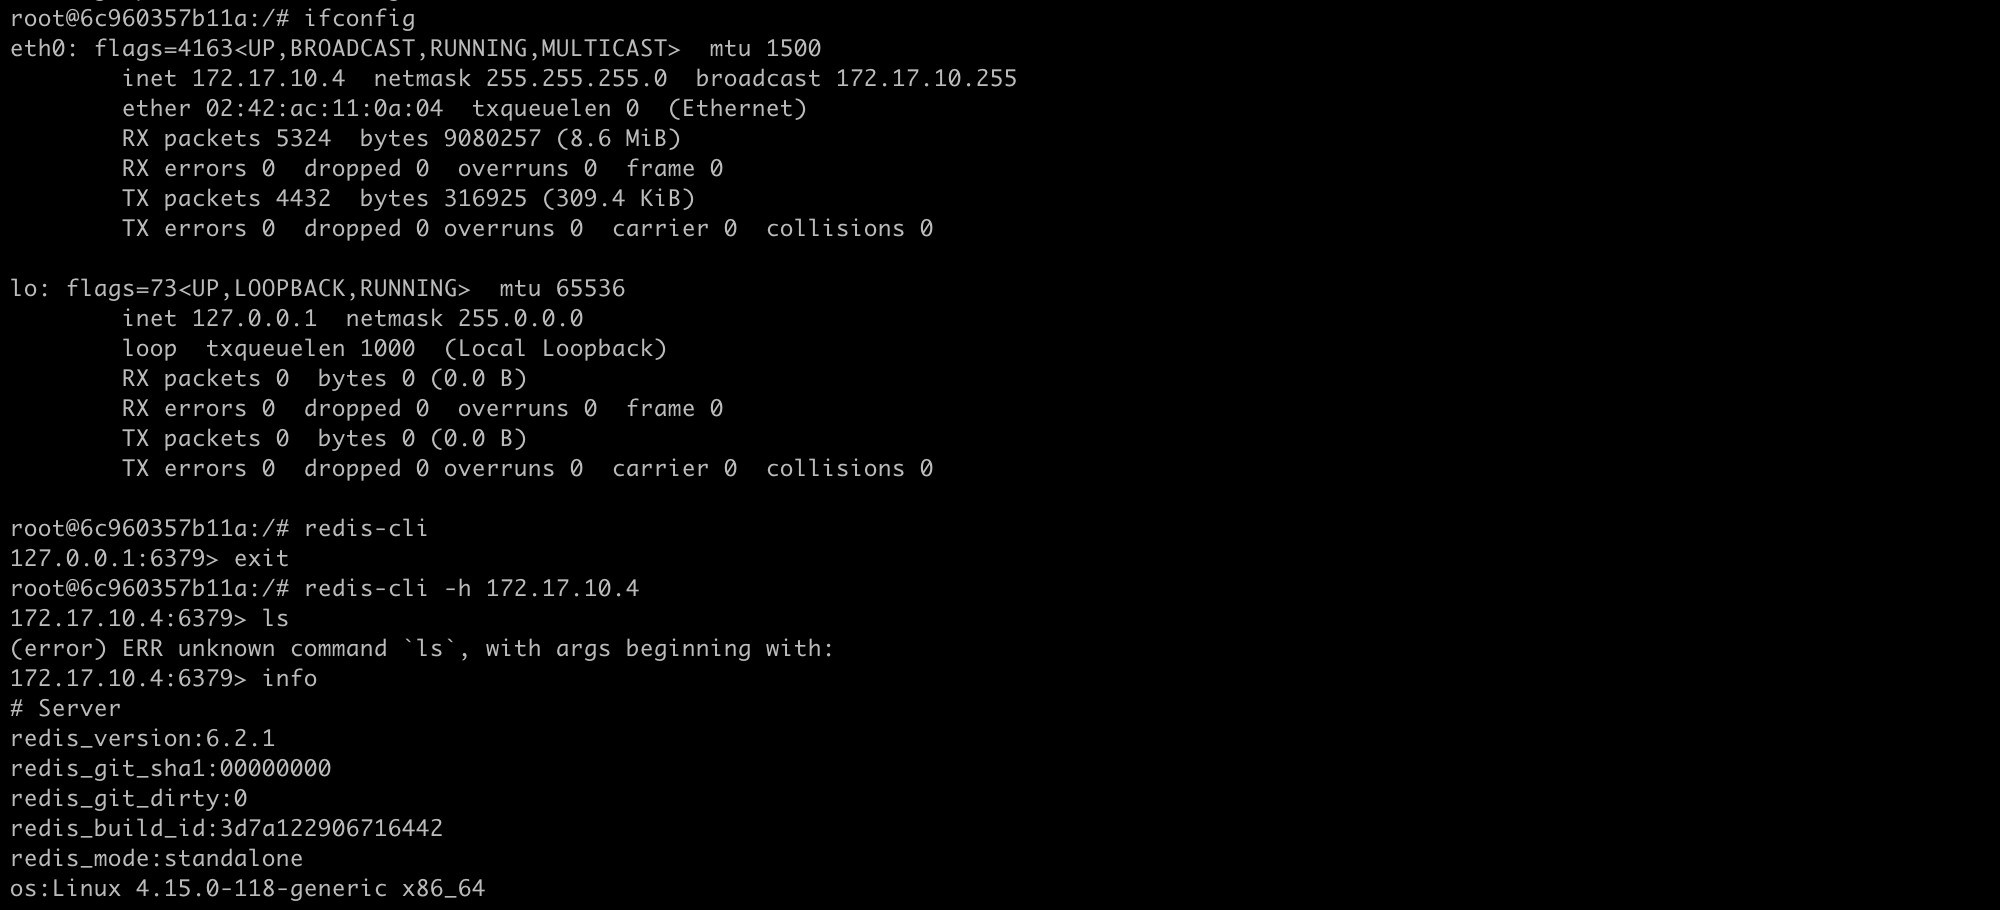 root@6c960357b11a:/# ifconfig
eth0: flags=4163<UP,BROADCAST,RUNNING,MULTICAST>  mtu 1500
        inet 172.17.10.4  netmask 255.255.255.0  broadcast 172.17.10.255
        ether 02:42:ac:11:0a:04  txqueuelen 0  (Ethernet)
        RX packets 5324  bytes 9080257 (8.6 MiB)
        RX errors 0  dropped 0  overruns 0  frame 0
        TX packets 4432  bytes 316925 (309.4 KiB)
        TX errors 0  dropped 0 overruns 0  carrier 0  collisions 0

lo: flags=73<UP,LOOPBACK,RUNNING>  mtu 65536
        inet 127.0.0.1  netmask 255.0.0.0
        loop  txqueuelen 1000  (Local Loopback)
        RX packets 0  bytes 0 (0.0 B)
        RX errors 0  dropped 0  overruns 0  frame 0
        TX packets 0  bytes 0 (0.0 B)
        TX errors 0  dropped 0 overruns 0  carrier 0  collisions 0

root@6c960357b11a:/# redis-cli
127.0.0.1:6379> exit
root@6c960357b11a:/# redis-cli -h 172.17.10.4
172.17.10.4:6379> ls
(error) ERR unknown command `ls`, with args beginning with:
172.17.10.4:6379> info
# Server
redis_version:6.2.1
redis_git_sha1:00000000
redis_git_dirty:0
redis_build_id:3d7a122906716442
redis_mode:standalone
os:Linux 4.15.0-118-generic x86_64